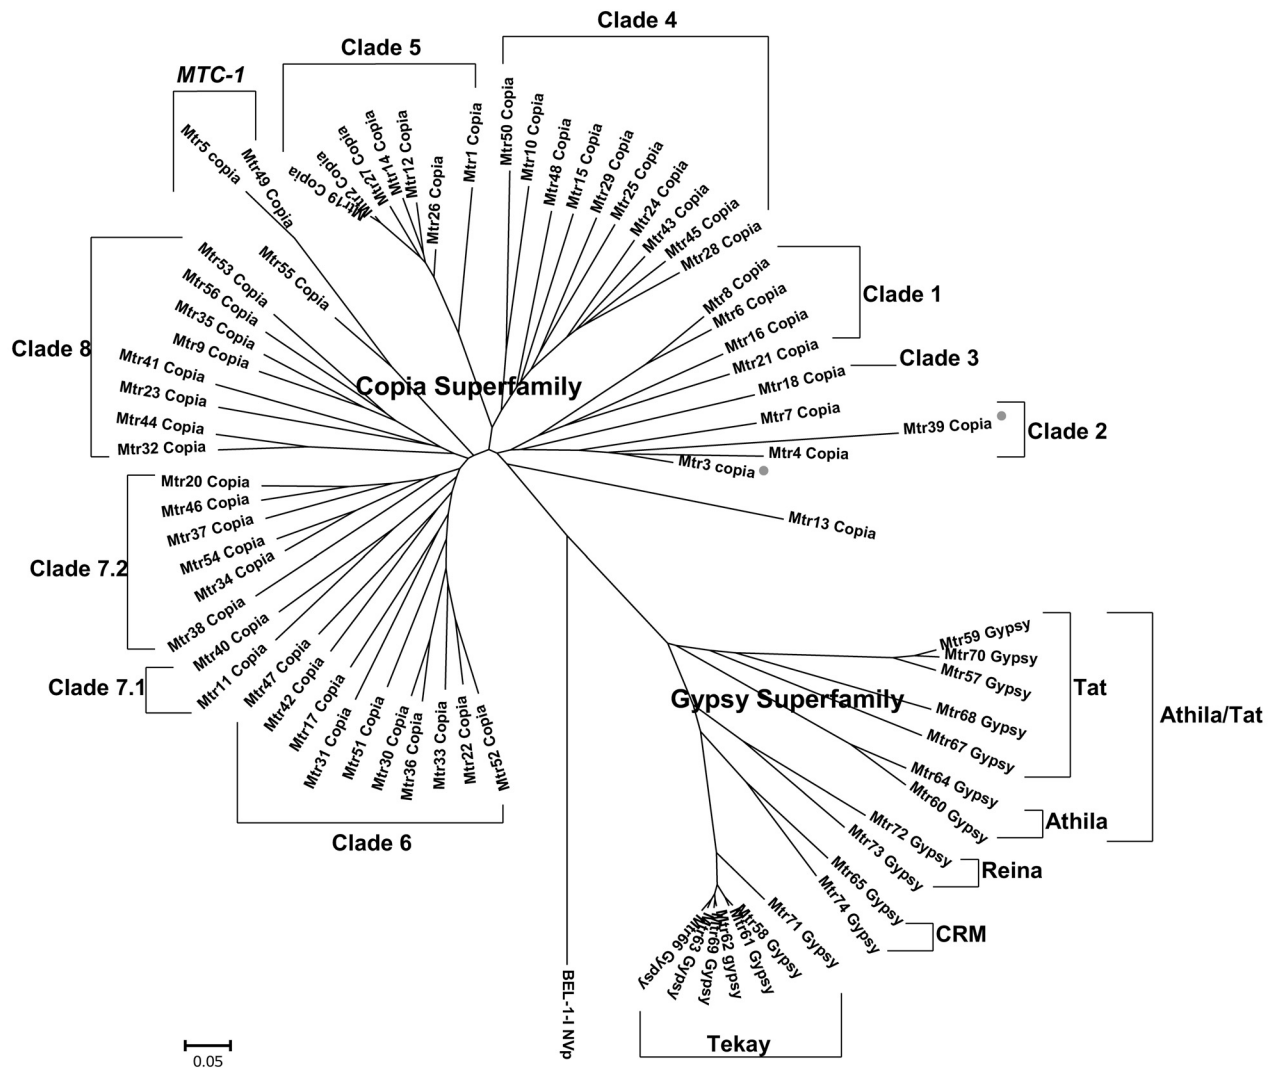 Clade 4
Clade 5
MTC-1
Mtr5 copia
Mtr49 Copia
Mtr19 Copia
Mtr2 Copia
Mtr27 Copia
Mtr14 Copia
Mtr12 Copia
Mtr26 Copia
Mtr1 Copia
Mtr50 Copia
Mtr10 Copia
Mtr48 Copia
Mtr15 Copia
Mtr29 Copia
Mtr25 Copia
Mtr24 Copia
Mtr43 Copia
Mtr45 Copia
Mtr28 Copia
Mtr8 Copia
Mtr6 Copia
Mtr16 Copia
Clade 1
Mtr21 Copia
Mtr18 Copia
Clade 3
Mtr7 Copia
Mtr39 Copia
Mtr4 Copia
Mtr3 copia
Clade 2
Mtr13 Copia
Copia Superfamily
Mtr55 Copia
Mtr53 Copia
Mtr56 Copia
Mtr35 Copia
Mtr9 Copia
Mtr41 Copia
Mtr23 Copia
Mtr44 Copia
Mtr32 Copia
Clade 8
Mtr20 Copia
Mtr46 Copia
Mtr37 Copia
Mtr54 Copia
Mtr34 Copia
Mtr38 Copia
Clade 7.2
Mtr40 Copia
Mtr11 Copia
Clade 7.1
Mtr47 Copia
Mtr42 Copia
Mtr17 Copia
Mtr31 Copia
Mtr51 Copia
Mtr30 Copia
Mtr36 Copia
Mtr33 Copia
Mtr22 Copia
Mtr52 Copia
Clade 6
Gypsy Superfamily
Mtr59 Gypsy
Mtr70 Gypsy
Mtr57 Gypsy
Mtr68 Gypsy
Mtr67 Gypsy
Tat
Athila/Tat
Mtr64 Gypsy
Mtr60 Gypsy
Athila
Mtr72 Gypsy
Mtr73 Gypsy
Reina
Mtr65 Gypsy
Mtr74 Gypsy
CRM
Mtr71 Gypsy
Mtr58 Gypsy
Mtr61 Gypsy
Mtr62 gypsy
Mtr69 Gypsy
Mtr63 Gypsy
Mtr66 Gypsy
Tekay
BEL-1-I NVp
0.05